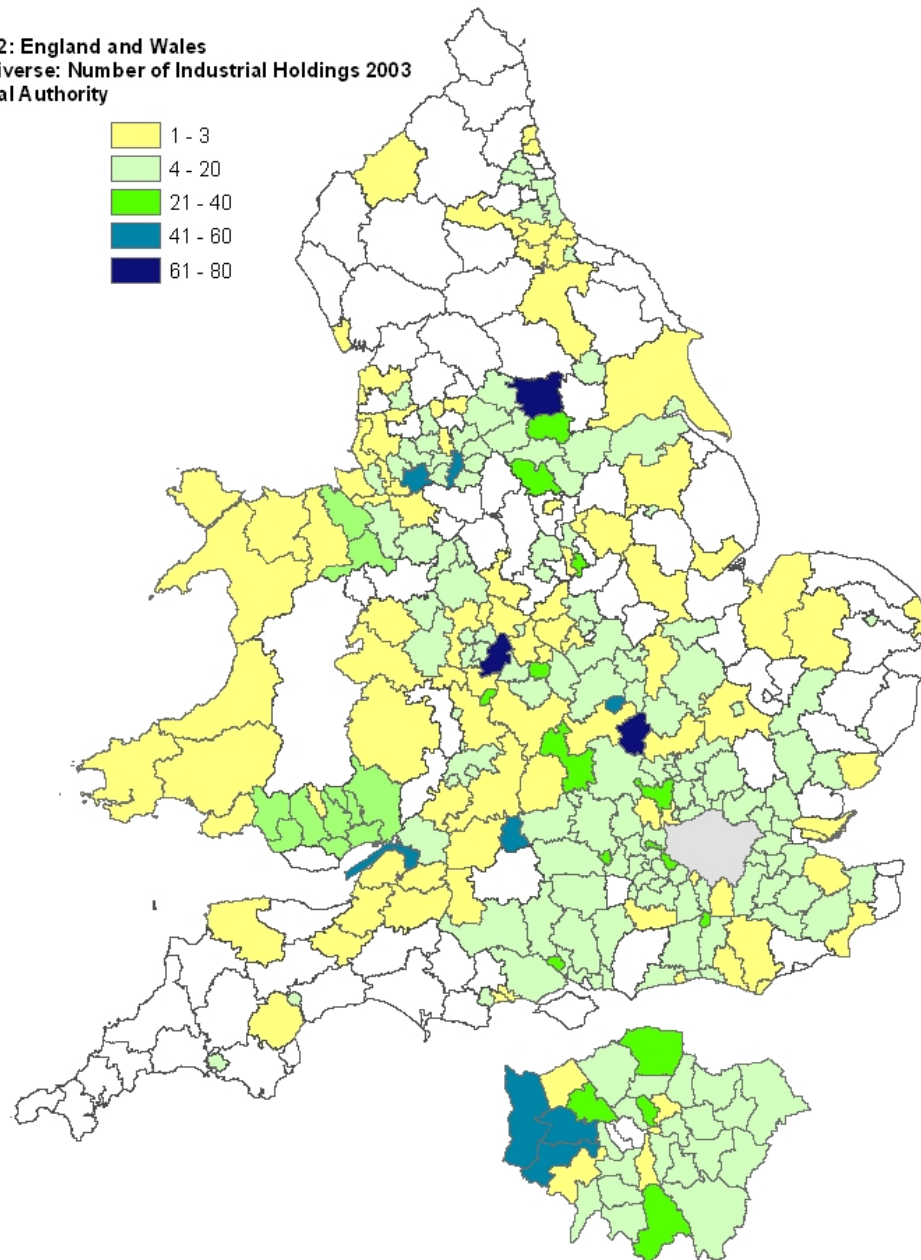 2: England and Wales
iverse: Number of Industrial Holdings 2003
al Authority
1 - 3
4 - 20
21 - 40
41 - 60
61 - 80